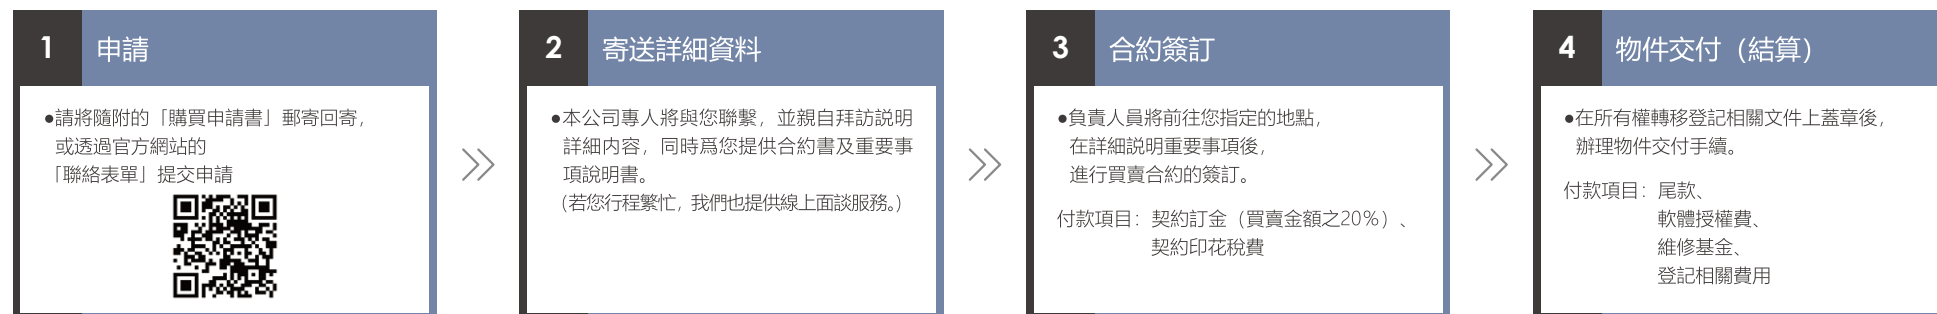 1 申請
●請將隨附的「購買申請書」郵寄回寄，
或透過官方網站的
「聯絡表單」提交申請
2 寄送詳細資料
●本公司專人將與您聯繫，並親自拜訪説明
詳細内容，同時爲您提供合約書及重要事
項說明書。
（若您行程繁忙，我們也提供線上面談服務。）
3 合約簽訂
●負責人員將前往您指定的地點，
在詳細説明重要事項後，
進行買賣合約的簽訂。
付款項目：契約訂金（買賣金額之20%）、
契約印花稅費
4 物件交付（結算）
●在所有權轉移登記相關文件上蓋章後，
辦理物件交付手續。
付款項目：尾款、
軟體授權費、
維修基金、
登記相關費用